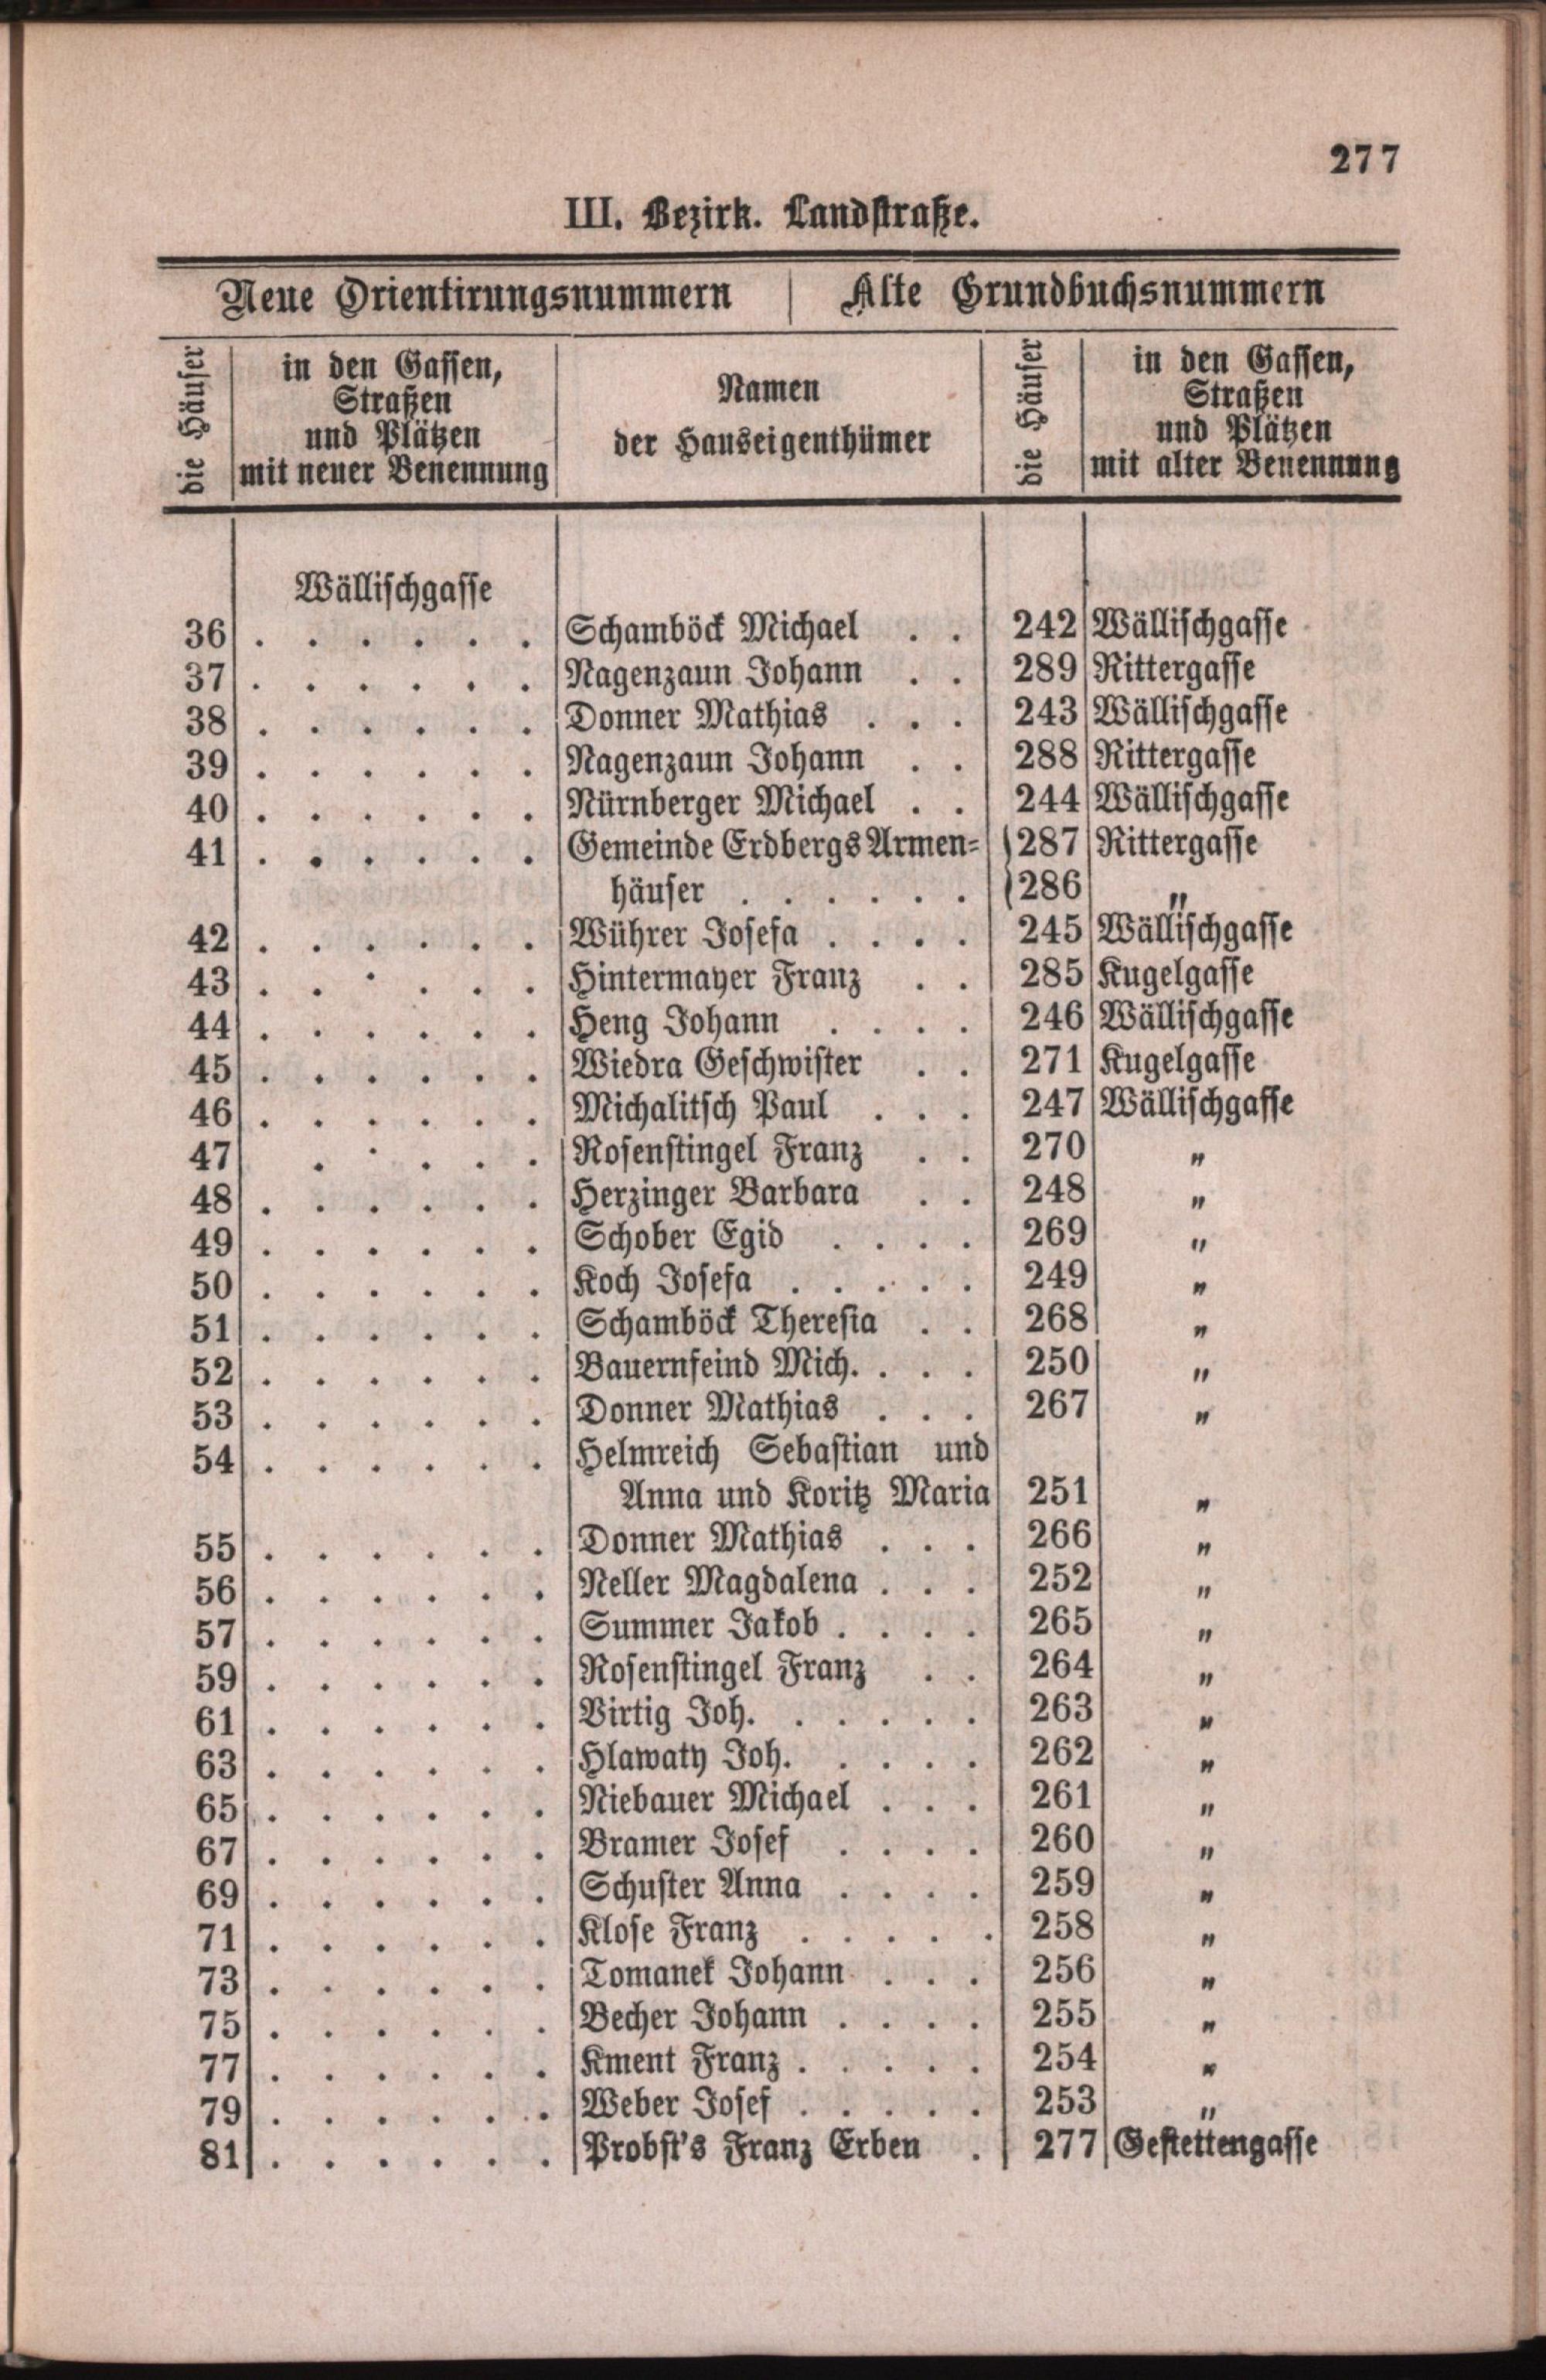 277
III. Bezirk. Landstraße.
Neue Orientirungsnummern | Alte Grundbuchsnummern
die Häuser | in den Gassen, Straßen und Plätzen mit neuer Benennung | Namen der Hauseigenthümer | die Häuser | in den Gassen, Straßen und Plätzen mit alter Benennung
Wällischgasse
36 . . . . . . Schamböck Michael . . 242 Wällischgasse
37 . . . . . . Nagenzaun Johann . . 289 Rittergasse
38 . . . . . . Donner Mathias . . . 243 Wällischgasse
39 . . . . . . Nagenzaun Johann . . 288 Rittergasse
40 . . . . . . Nürnberger Michael . . 244 Wällischgasse
41 . . . . . . Gemeinde Erdbergs Armen- 287 Rittergasse
häuser . . . . . 286 „
42 . . . . . . Wührer Josefa . . . . 245 Wällischgasse
43 . . . . . . Hintermayer Franz . . 285 Kugelgasse
44 . . . . . . Heng Johann . . . . 246 Wällischgasse
45 . . . . . . Wiedra Geschwister . . 271 Kugelgasse
46 . . . . . . Michalitsch Paul . . . 247 Wällischgasse
47 . . . . . Rosenstingel Franz . . 270 „
48 . . . . . . Herzinger Barbara . . 248 „
49 . . . . . . Schober Egid . . . . 269 „
50 . . . . . . Koch Josefa . . . . . 249 „
51 . . . . . . Schamböck Theresia . . 268 „
52 . . . . . . Bauernfeind Mich. . . . 250 „
53 . . . . . . Donner Mathias . . . 267 „
54 . . . . . . Helmreich Sebastian und
Anna und Koritz Maria 251 „
55 . . . . . . Donner Mathias . . . 266 „
56 . . . . . . Neller Magdalena . . . 252 „
57 . . . . . . Summer Jakob . . . . 265 „
59 . . . . . . Rosenstingel Franz . . 264 „
61 . . . . . . Virtig Joh. . . . . . 263 „
63 . . . . . . Hlawaty Joh. . . . . 262 „
65 . . . . . . Niebauer Michael . . . 261 „
67 . . . . . . Bramer Josef . . . . 260 „
69 . . . . . . Schuster Anna . . . . 259 „
71 . . . . . . Klose Franz . . . . . 258 „
73 . . . . . . Tomanek Johann . . . 256 „
75 . . . . . . Becher Johann . . . . 255 „
77 . . . . . . Kment Franz . . . . . 254 „
79 . . . . . . Weber Josef . . . . . 253 „
81 . . . . . . Probst's Franz Erben . 277 Gestettengasse